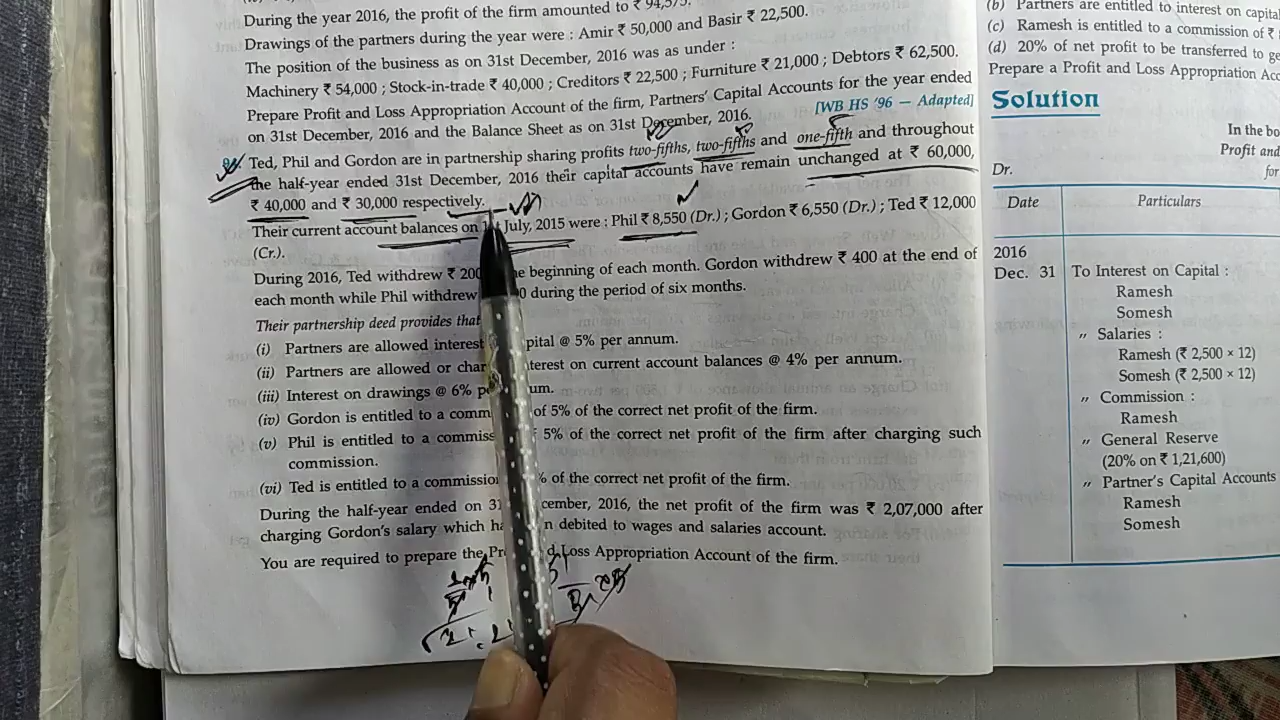 During the year 2016, the profit of the firm amounted to ₹ 94,575.
Drawings of the partners during the year were : Amir ₹ 50,000 and Basir ₹ 22,500.
The position of the business as on 31st December, 2016 was as under :
Machinery ₹ 54,000 ; Stock-in-trade ₹ 40,000 ; Creditors ₹ 22,500 ; Furniture ₹ 21,000 ; Debtors ₹ 62,500.
Prepare Profit and Loss Appropriation Account of the firm, Partners' Capital Accounts for the year ended
on 31st December, 2016 and the Balance Sheet as on 31st December, 2016.
[WB HS '96 — Adapted]
Ted, Phil and Gordon are in partnership sharing profits two-fifths, two-fifths and one-fifth and throughout
the half-year ended 31st December, 2016 their capital accounts have remain unchanged at ₹ 60,000,
₹ 40,000 and ₹ 30,000 respectively.
Their current account balances on 1st July, 2015 were : Phil ₹ 8,550 (Dr.) ; Gordon ₹ 6,550 (Dr.) ; Ted ₹ 12,000
(Cr.).
During 2016, Ted withdrew ₹ beginning of each month. Gordon withdrew ₹ 400 at the end of
each month while Phil withdrew during the period of six months.
Their partnership deed provides that
(i) Partners are allowed interest @ 5% per annum.
(ii) Partners are allowed or interest on current account balances @ 4% per annum.
(iii) Interest on drawings @ 6%
(iv) Gordon is entitled to a of 5% of the correct net profit of the firm.
(v) Phil is entitled to a 5% of the correct net profit of the firm after charging such
commission.
(vi) Ted is entitled to a of the correct net profit of the firm.
During the half-year ended on 2016, the net profit of the firm was ₹ 2,07,000 after
charging Gordon's salary which debited to wages and salaries account.
You are required to prepare the Loss Appropriation Account of the firm.
(b) Partners are entitled to interest on
(c) Ramesh is entitled to a commission of ₹
(d) 20% of net profit to be transferred to
Prepare a Profit and Loss Appropriation
Solution
In the
Profit and
for
Dr.
Date Particulars
2016
Dec. 31 To Interest on Capital :
Ramesh
Somesh
" Salaries :
Ramesh (₹ 2,500 × 12)
Somesh (₹ 2,500 × 12)
" Commission :
Ramesh
" General Reserve
(20% on ₹ 1,21,600)
" Partner's Capital Accounts
Ramesh
Somesh